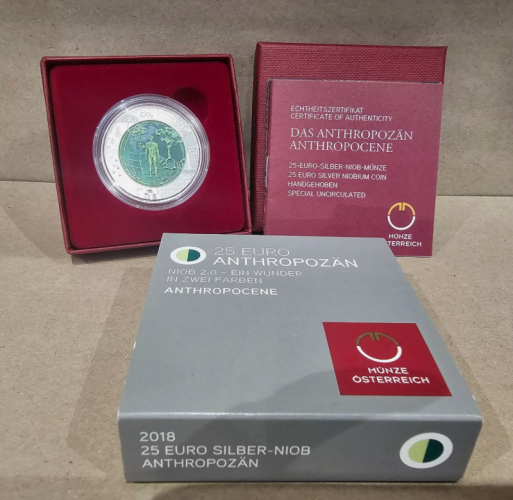 ECHTHEITSZERTIFIKAT
CERTIFICATE OF AUTHENTICITY
DAS ANTHROPOZÄN
ANTHROPOCENE
25-EURO-SILBER-NIOB-MÜNZE
25 EURO SILVER NIOBIUM COIN
HANDGEHOBEN
SPECIAL UNCIRCULATED
MÜNZE
ÖSTERREICH
25 EURO
ANTHROPOZÄN
NIOB 2.0 – EIN WUNDER
IN ZWEI FARBEN
ANTHROPOCENE
MÜNZE
ÖSTERREICH
2018
25 EURO SILBER-NIOB
ANTHROPOZÄN